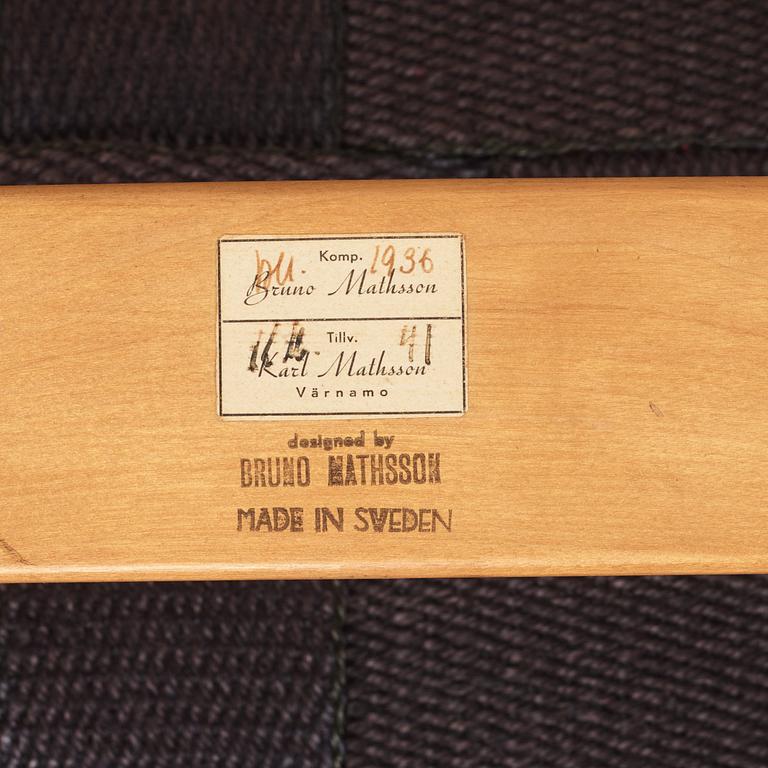 Komp. 1936
Bruno Mathsson
Tillv. 41
Karl Mathsson
Värnamo
designed by
BRUNO MATHSSON
MADE IN SWEDEN